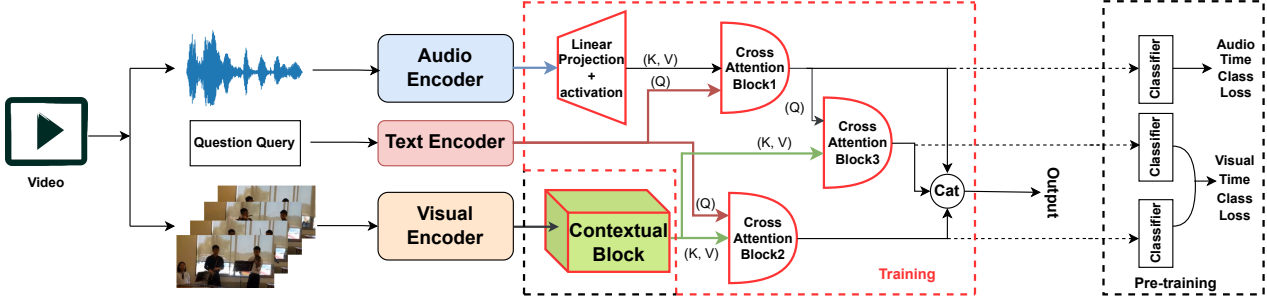 Video
Question Query
Audio
Encoder
Text Encoder
Visual
Encoder
Linear
Projection
+
activation
(K, V)
(Q)
Cross
Attention
Block1
(Q)
(K, V)
Cross
Attention
Block3
Contextual
Block
(Q)
(K, V)
Cross
Attention
Block2
Cat
Output
Training
Classifier
Audio
Time
Class
Loss
Classifier
Classifier
Visual
Time
Class
Loss
Pre-training